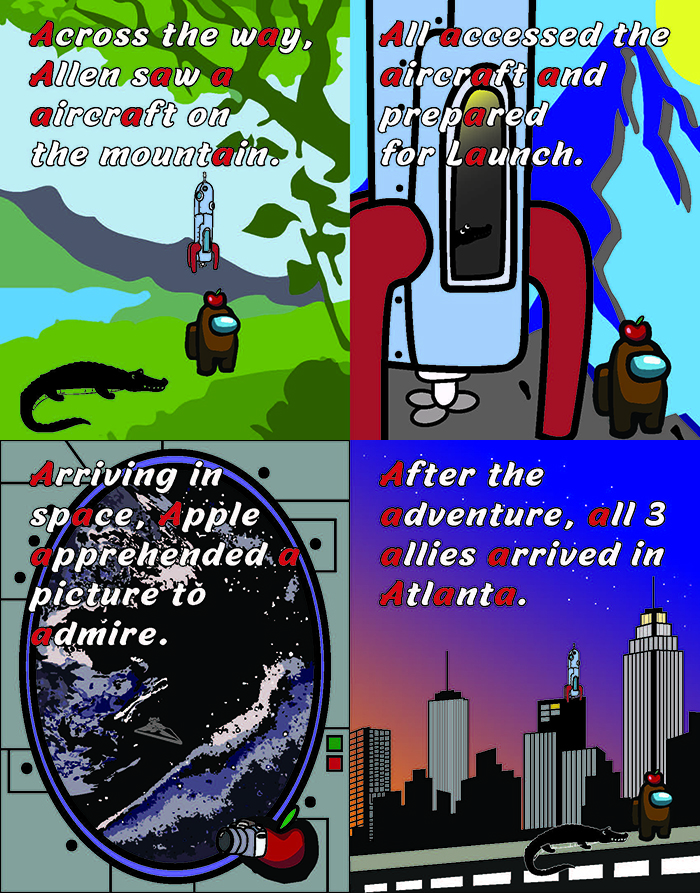 Across the way,
Allen saw a
aircraft on
the mountain.
All accessed the
aircraft and
prepared
for Launch.
Arriving in
space, Apple
apprehended a
picture to
admire.
After the
adventure, all 3
allies arrived in
Atlanta.